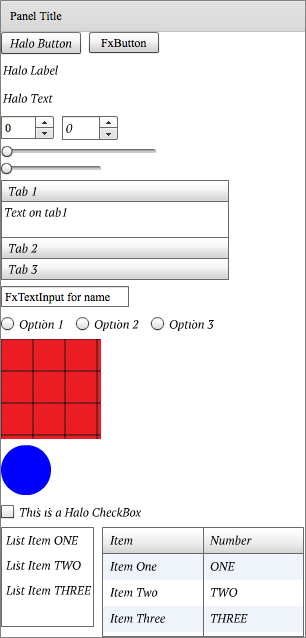 Panel Title
Halo Button FxButton
Halo Label
Halo Text
0 0
Tab 1
Text on tab1
Tab 2
Tab 3
FxTextInput for name
Option 1 Option 2 Option 3
This is a Halo CheckBox
List Item ONE
List Item TWO
List Item THREE
Item Number
Item One ONE
Item Two TWO
Item Three THREE